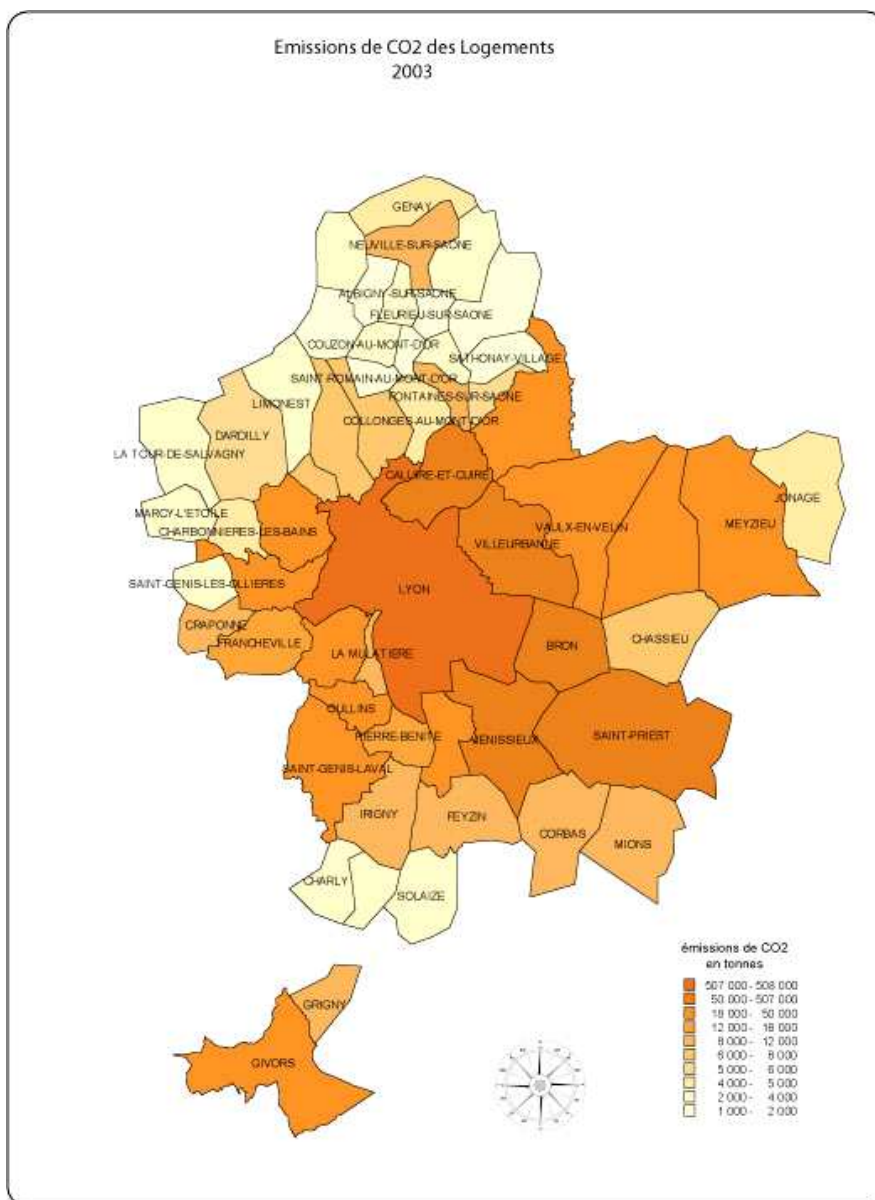 Emissions de CO2 des Logements
2003
GENAY
NEUVILLE-SUR-SAONE
ALBIGNY-SUR-SAONE
FLEURIEU-SUR-SAONE
COUZON-AU-MONT-D'OR
SATHONAY-VILLAGE
SAINT-ROMAIN-AU-MONT-D'OR
LIMONEST
FONTAINES-SUR-SAONE
COLLONGES-AU-MONT-D'OR
DARDILLY
LA TOUR-DE-SALVAGNY
CALUIRE-ET-CUIRE
JONAGE
MARCY-L'ETOILE
MEYZIEU
VAULX-EN-VELIN
CHARBONNIERES-LES-BAINS
VILLEURBANNE
SAINT-GENIS-LES-OLLIERES
LYON
CRAPONNE
CHASSIEU
FRANCHEVILLE
BRON
LA MULATIERE
OULLINS
PIERRE-BENITE
VENISSIEUX
SAINT-PRIEST
SAINT-GENIS-LAVAL
IRIGNY
FEYZIN
CORBAS
MIONS
CHARLY
SOLAIZE
émissions de CO2
en tonnes
507 000 - 508 000
50 000 - 507 000
18 000 - 50 000
12 000 - 18 000
8 000 - 12 000
6 000 - 8 000
5 000 - 6 000
4 000 - 5 000
2 000 - 4 000
1 000 - 2 000
GRIGNY
GIVORS